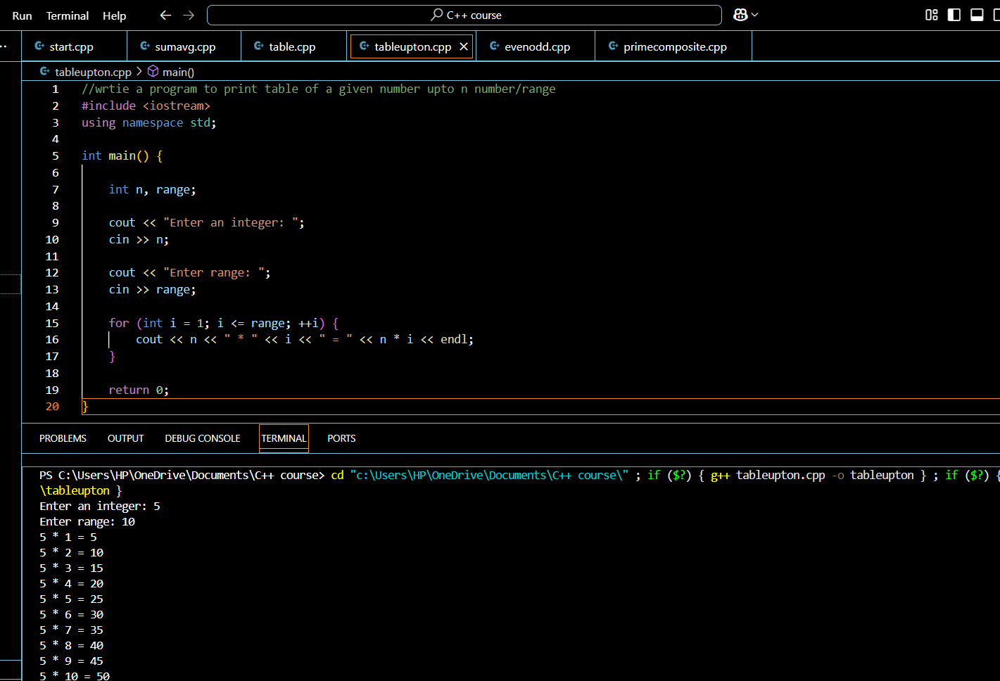 Run Terminal Help C++ course
start.cpp sumavg.cpp table.cpp tableupton.cpp evenodd.cpp primecomposite.cpp
tableupton.cpp > main()
1 //wrtie a program to print table of a given number upto n number/range
2 #include <iostream>
3 using namespace std;
4
5 int main() {
6
7 int n, range;
8
9 cout << "Enter an integer: ";
10 cin >> n;
11
12 cout << "Enter range: ";
13 cin >> range;
14
15 for (int i = 1; i <= range; ++i) {
16 cout << n << " * " << i << " = " << n * i << endl;
17 }
18
19 return 0;
20 }
PROBLEMS OUTPUT DEBUG CONSOLE TERMINAL PORTS
PS C:\Users\HP\OneDrive\Documents\C++ course> cd "c:\Users\HP\OneDrive\Documents\C++ course\" ; if ($?) { g++ tableupton.cpp -o tableupton } ; if ($?) {
\tableupton }
Enter an integer: 5
Enter range: 10
5 * 1 = 5
5 * 2 = 10
5 * 3 = 15
5 * 4 = 20
5 * 5 = 25
5 * 6 = 30
5 * 7 = 35
5 * 8 = 40
5 * 9 = 45
5 * 10 = 50